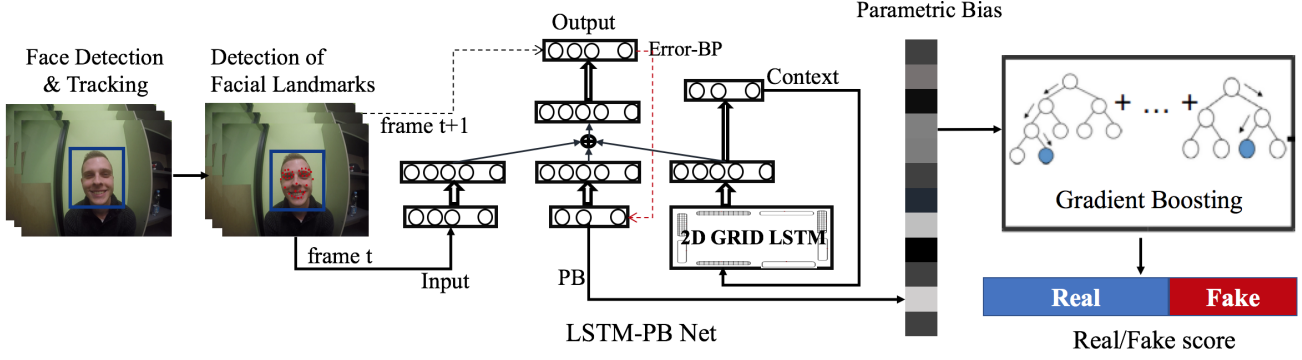 Face Detection
& Tracking
Detection of
Facial Landmarks
frame t+1
frame t
Input
Output
Error-BP
Context
2D GRID LSTM
PB
LSTM-PB Net
Parametric Bias
+ ... +
Gradient Boosting
Real
Fake
Real/Fake score